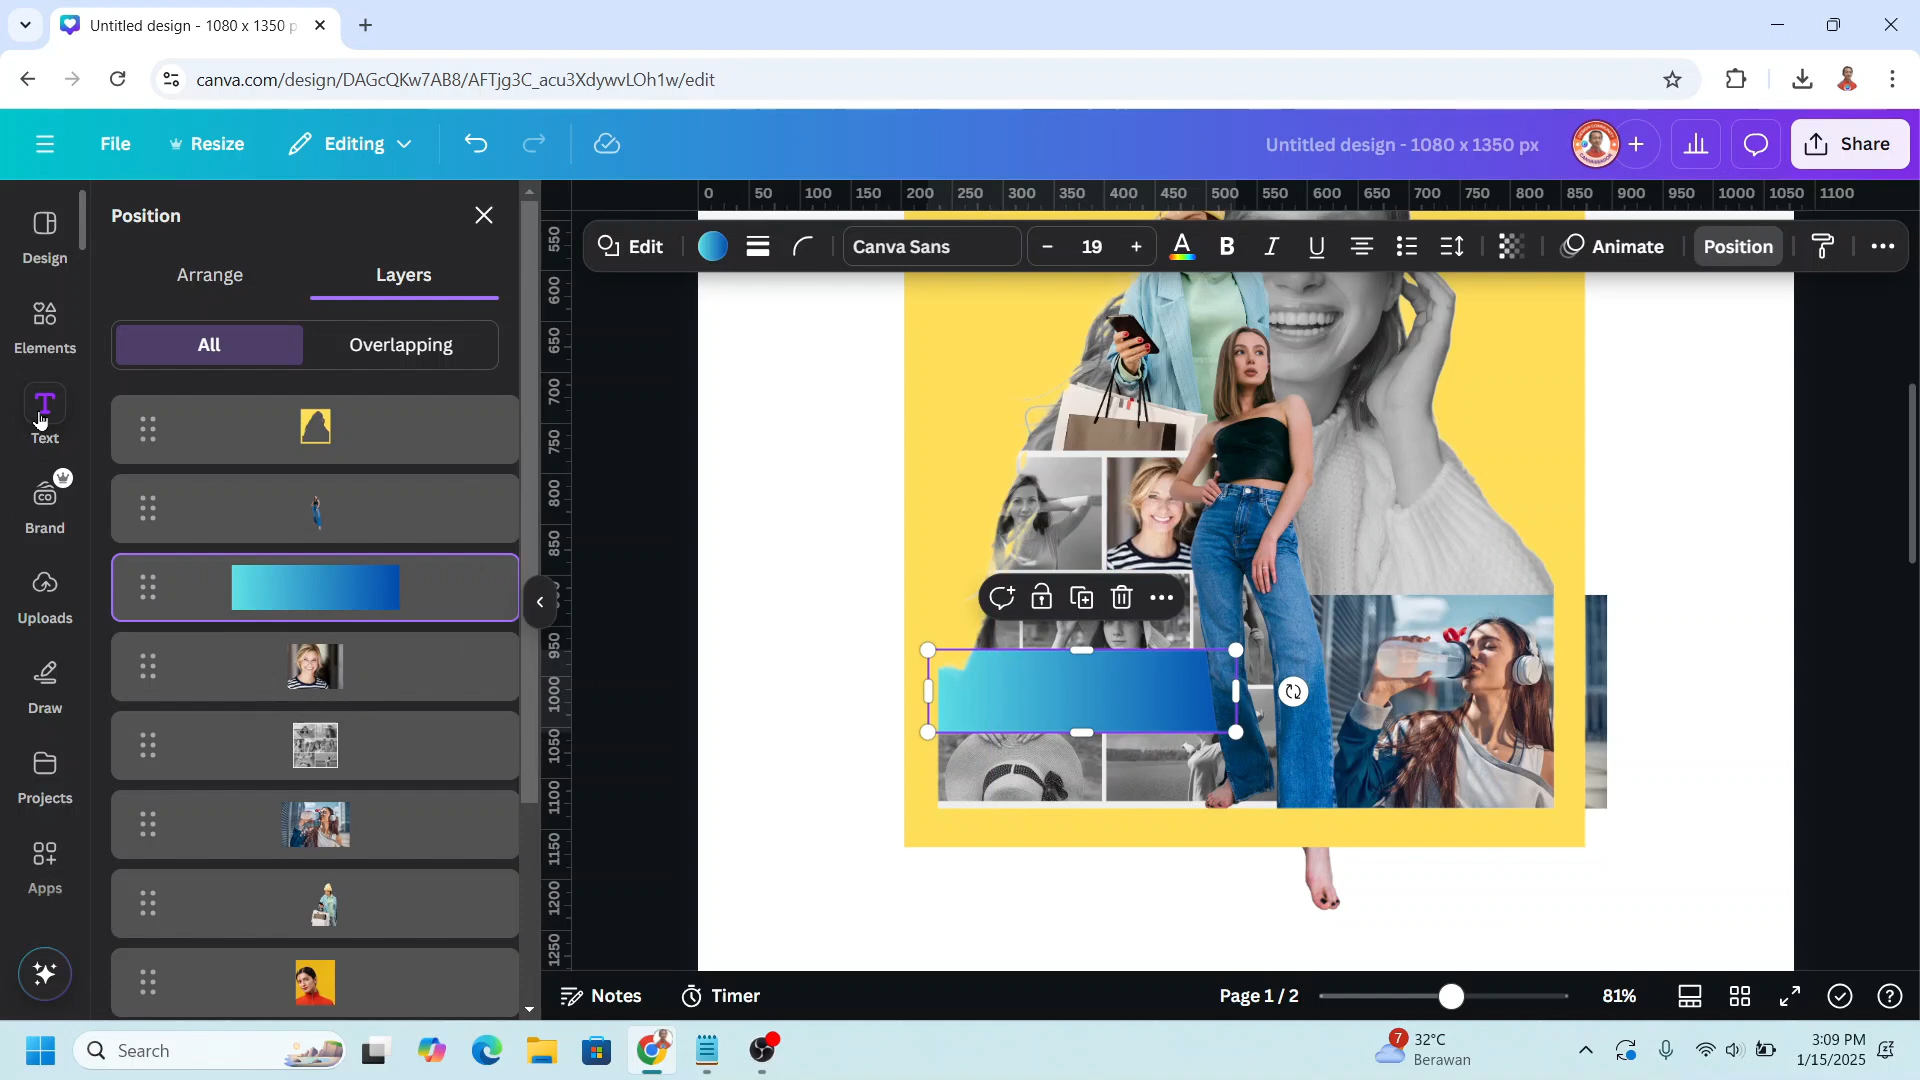 Untitled design - 1080 x 1350 p
canva.com/design/DAGcQKw7AB8/AFTjg3C_acu3XdywvLOh1w/edit
File
Resize
Editing
Untitled design - 1080 x 1350 px
Share
Design
Elements
Text
Brand
Uploads
Draw
Projects
Apps
Position
Arrange
Layers
All
Overlapping
0 50 100 150 200 250 300 350 400 450 500 550 600 650 700 750 800 850 900 950 1000 1050 1100
550
600
650
700
750
800
850
950
1000
1050
1100
1150
1200
1250
Edit
Canva Sans
19
Animate
Position
Notes
Timer
Page 1 / 2
81%
Search
7
32°C
Berawan
3:09 PM
1/15/2025